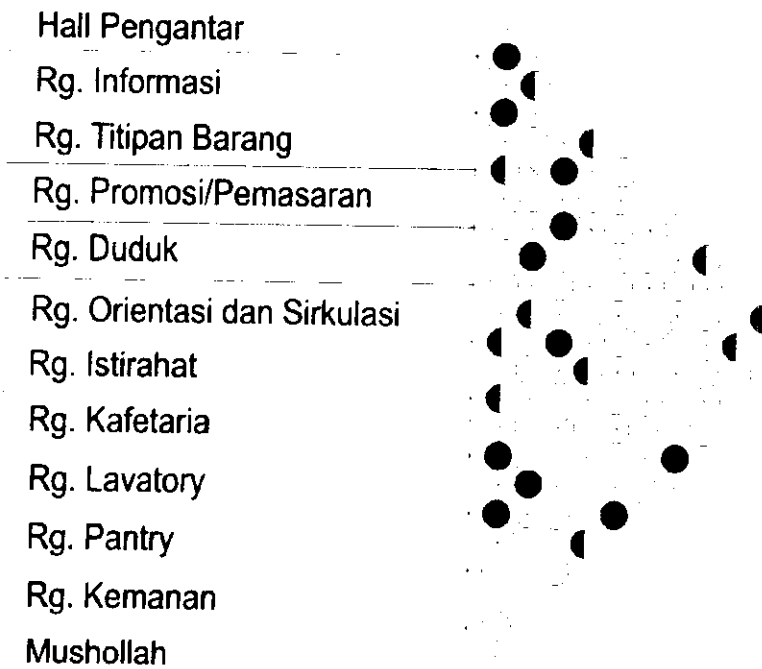 Hall Pengantar
Rg. Informasi
Rg. Titipan Barang
Rg. Promosi/Pemasaran
Rg. Duduk
Rg. Orientasi dan Sirkulasi
Rg. Istirahat
Rg. Kafetaria
Rg. Lavatory
Rg. Pantry
Rg. Kemanan
Mushollah